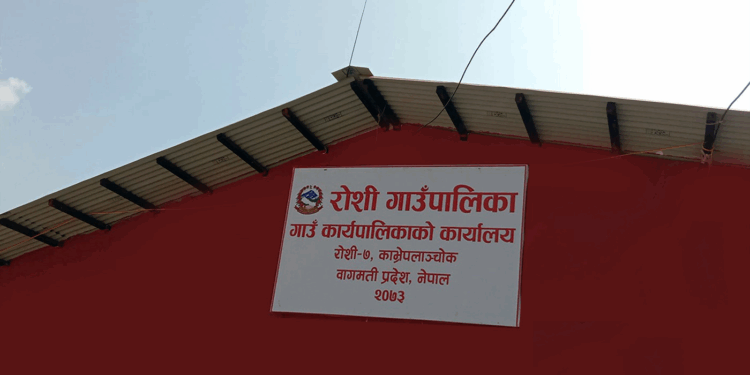 रोशी गाउँपालिका
गाउँ कार्यपालिकाको कार्यालय
रोशी-७, काभ्रेपलाञ्चोक
वागमती प्रदेश, नेपाल
२०७३